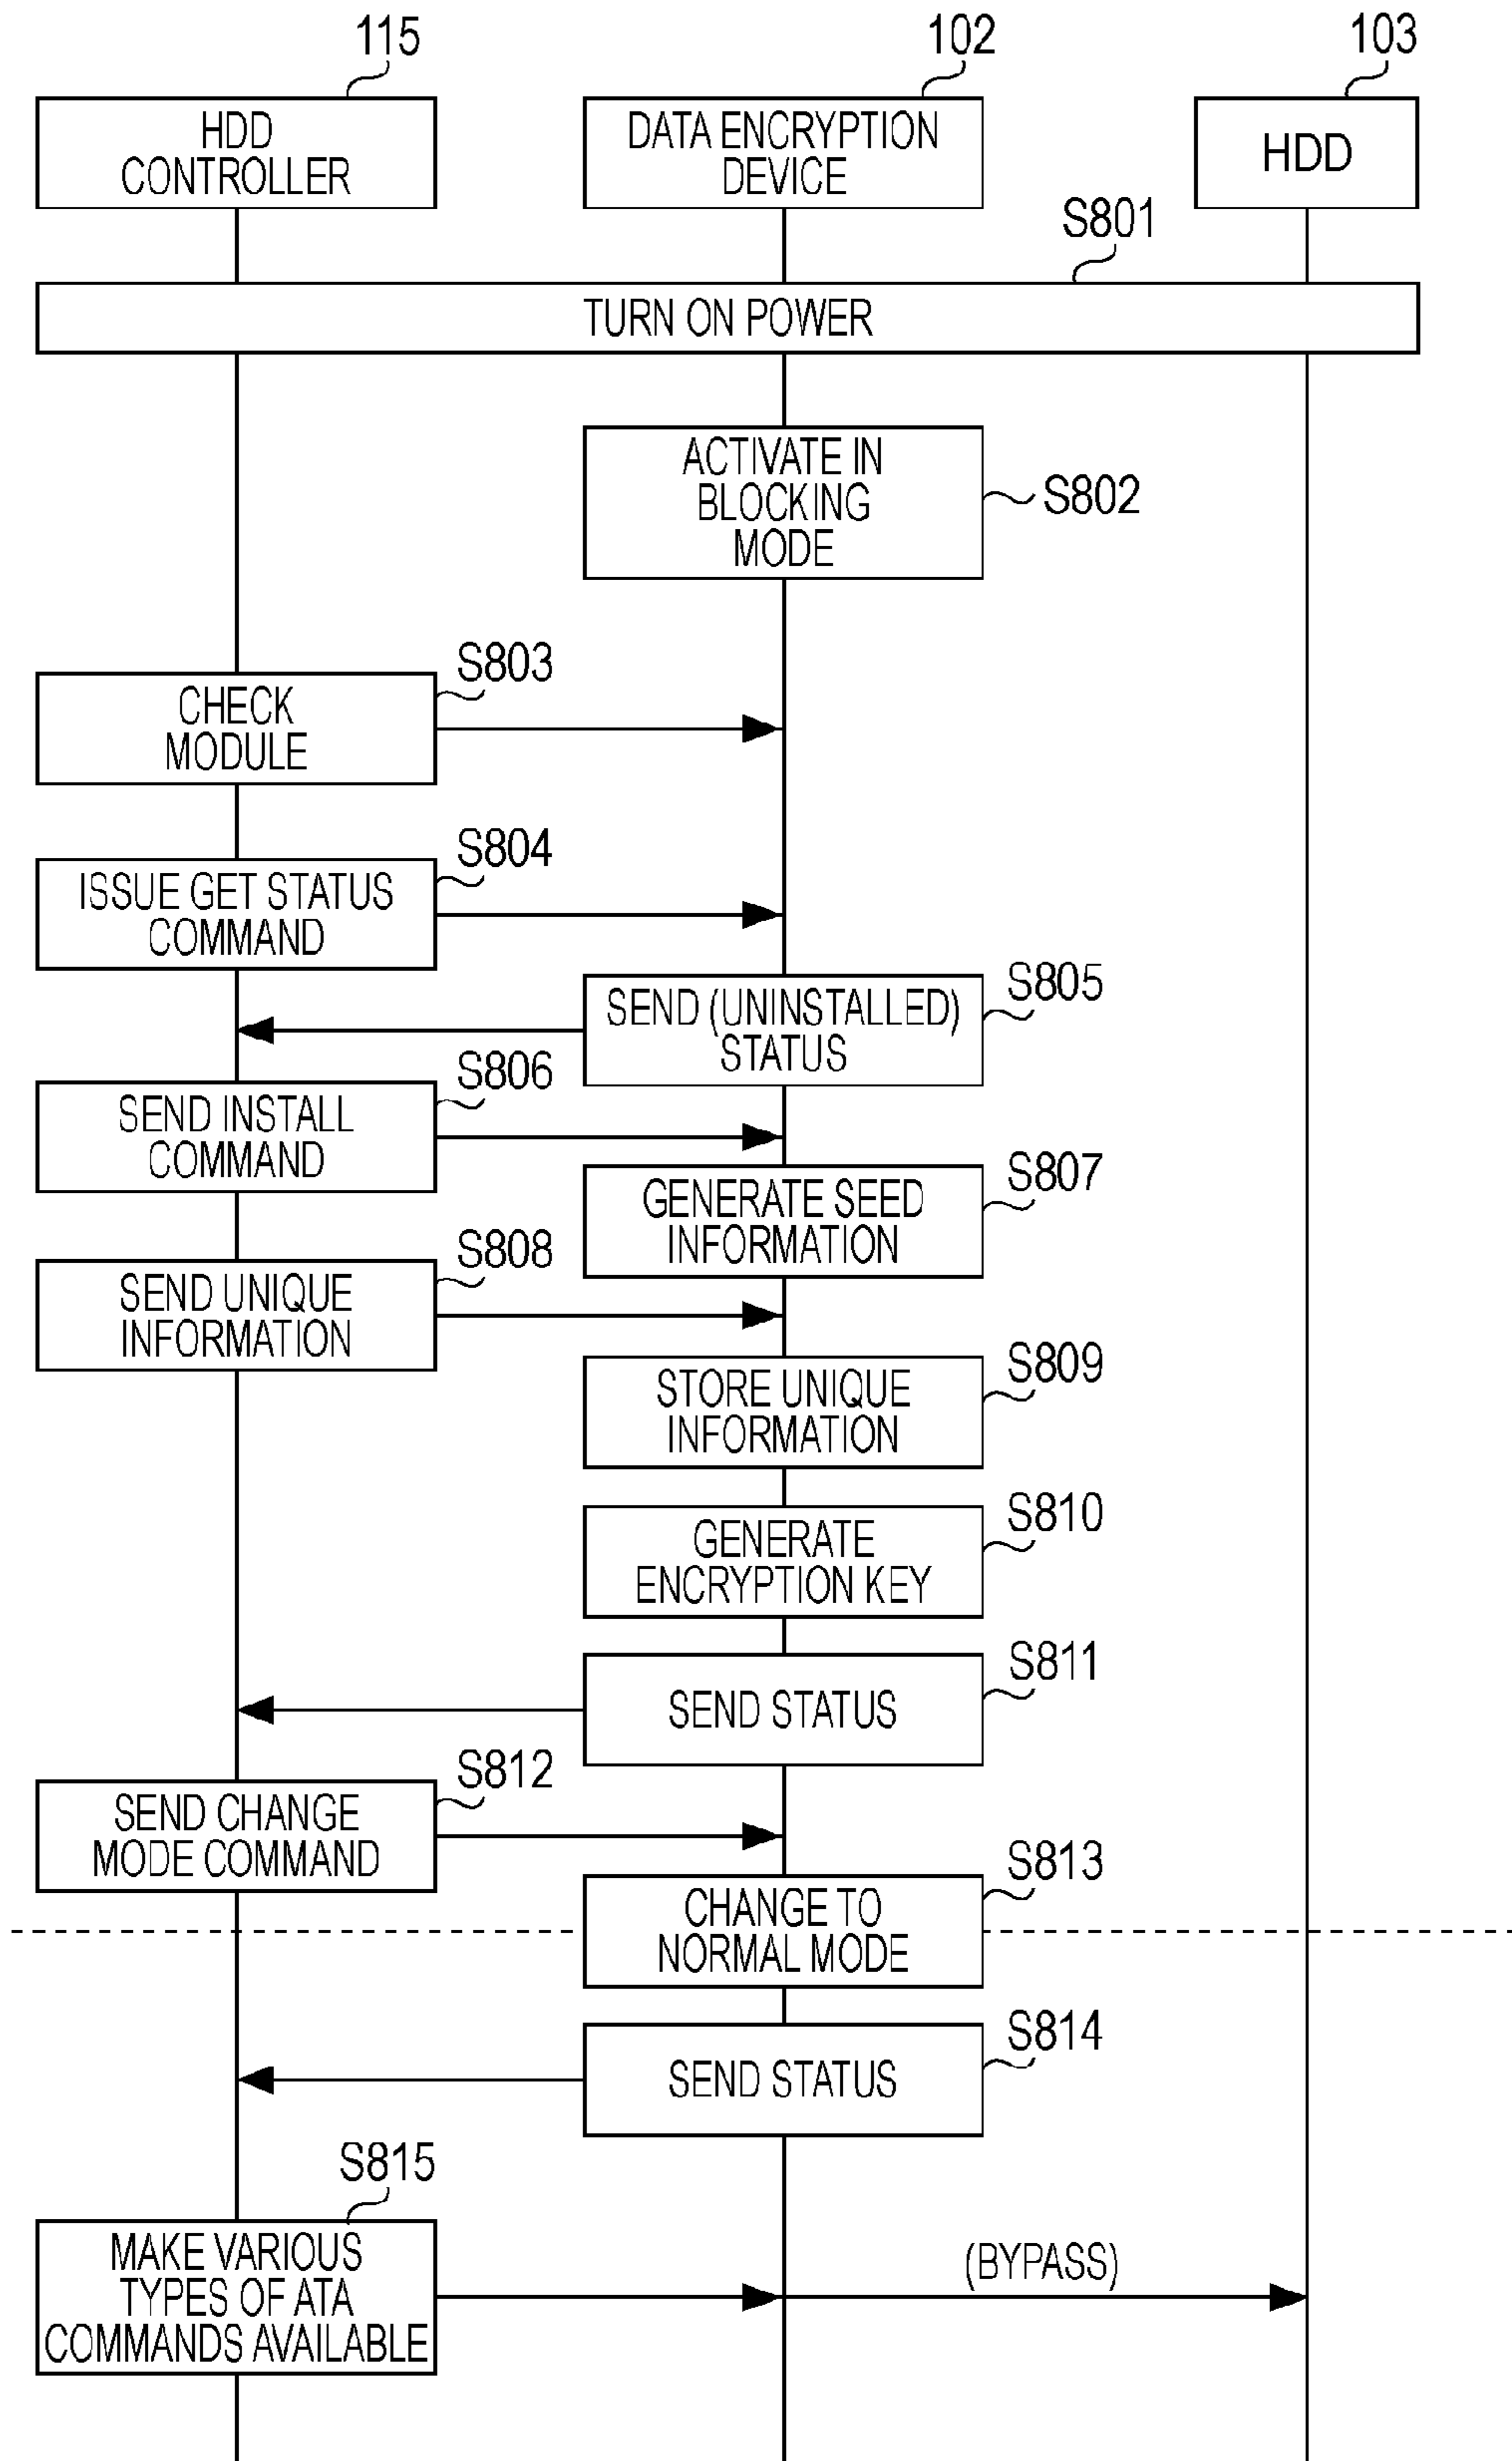 115
102
103
HDD
CONTROLLER
DATA ENCRYPTION
DEVICE
HDD
S801
TURN ON POWER
ACTIVATE IN
BLOCKING
MODE
S802
S803
CHECK
MODULE
S804
ISSUE GET STATUS
COMMAND
S805
SEND (UNINSTALLED)
STATUS
S806
SEND INSTALL
COMMAND
S807
GENERATE SEED
INFORMATION
S808
SEND UNIQUE
INFORMATION
S809
STORE UNIQUE
INFORMATION
S810
GENERATE
ENCRYPTION KEY
S811
SEND STATUS
S812
SEND CHANGE
MODE COMMAND
S813
CHANGE TO
NORMAL MODE
S814
SEND STATUS
S815
MAKE VARIOUS
TYPES OF ATA
COMMANDS AVAILABLE
(BYPASS)